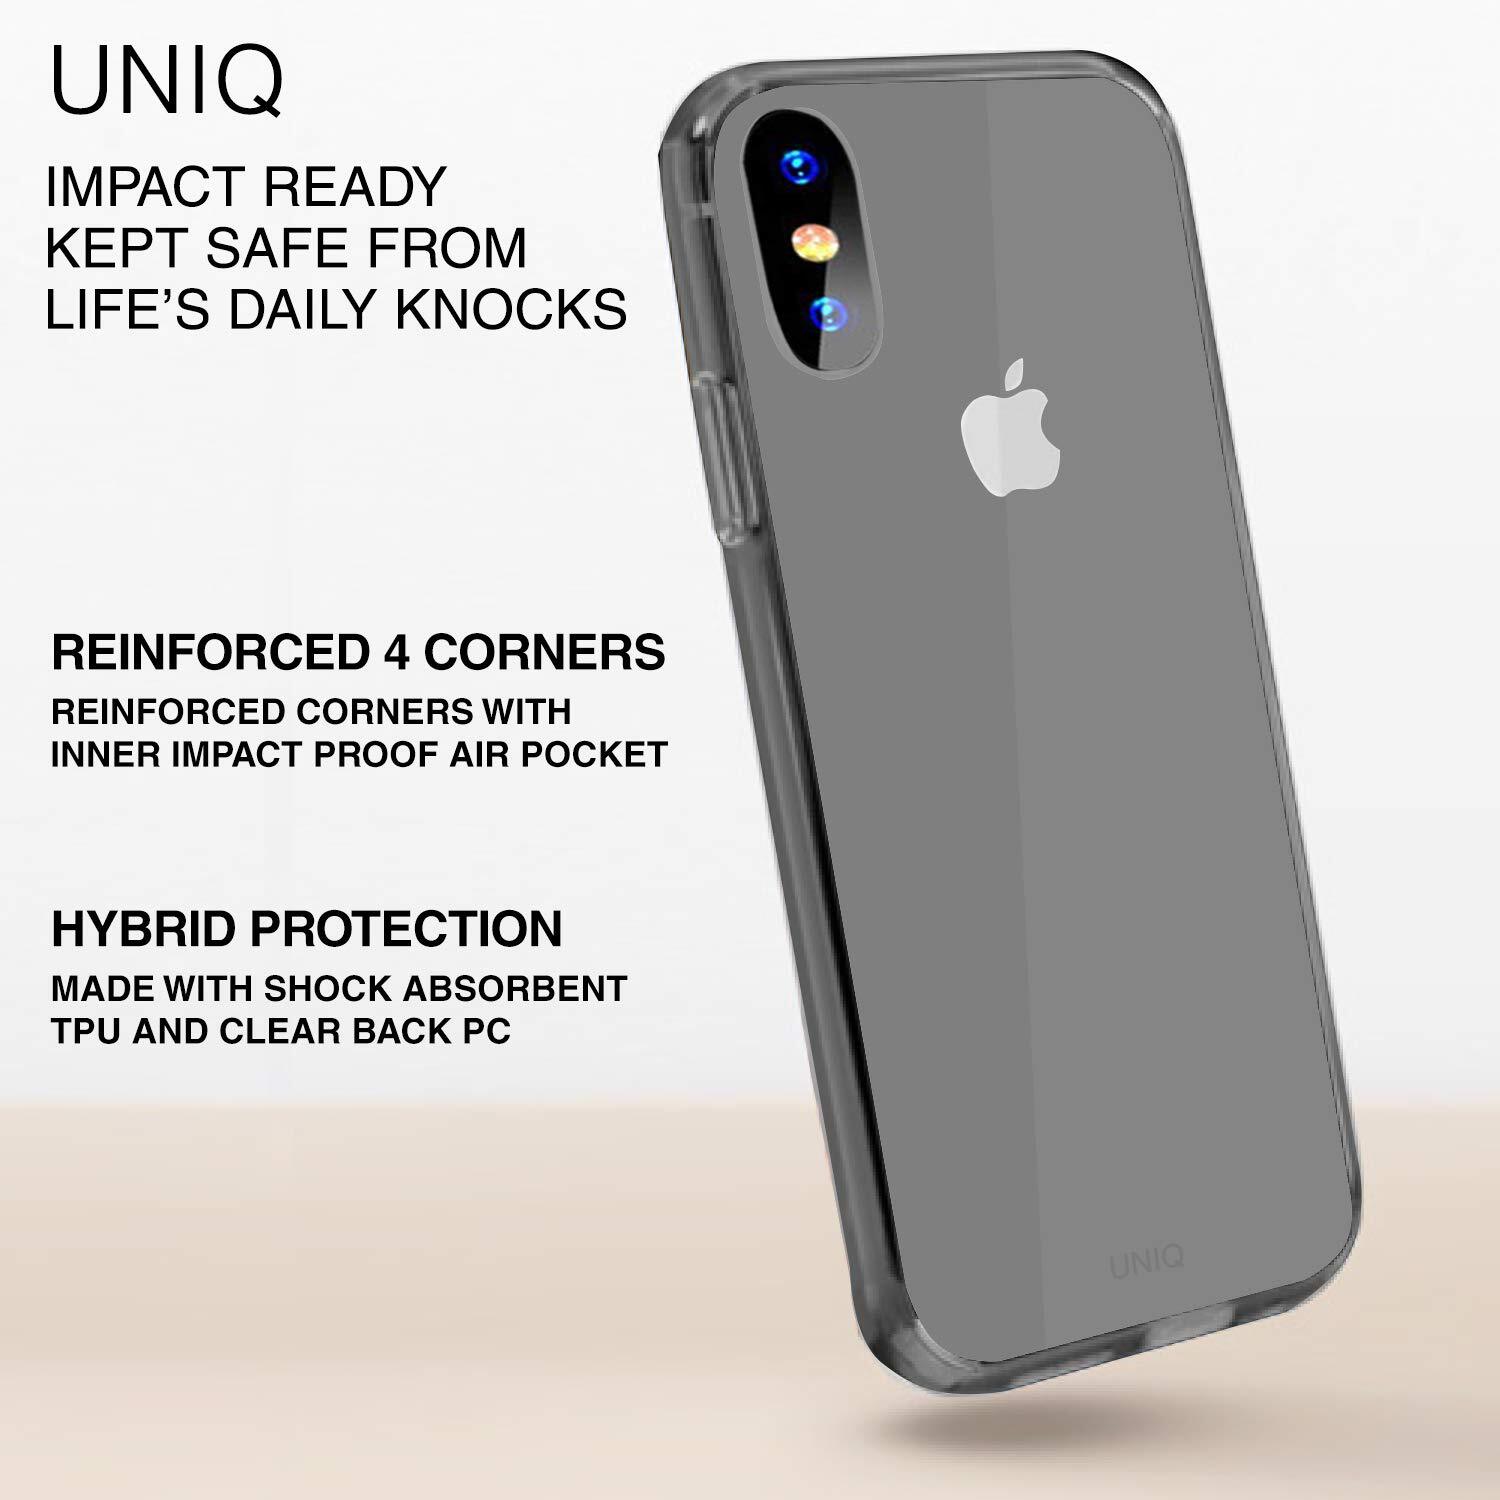 UNIQ
IMPACT READY
KEPT SAFE FROM
LIFE'S DAILY KNOCKS
REINFORCED 4 CORNERS
REINFORCED CORNERS WITH
INNER IMPACT PROOF AIR POCKET
HYBRID PROTECTION
MADE WITH SHOCK ABSORBENT
TPU AND CLEAR BACK PC
UNIQ